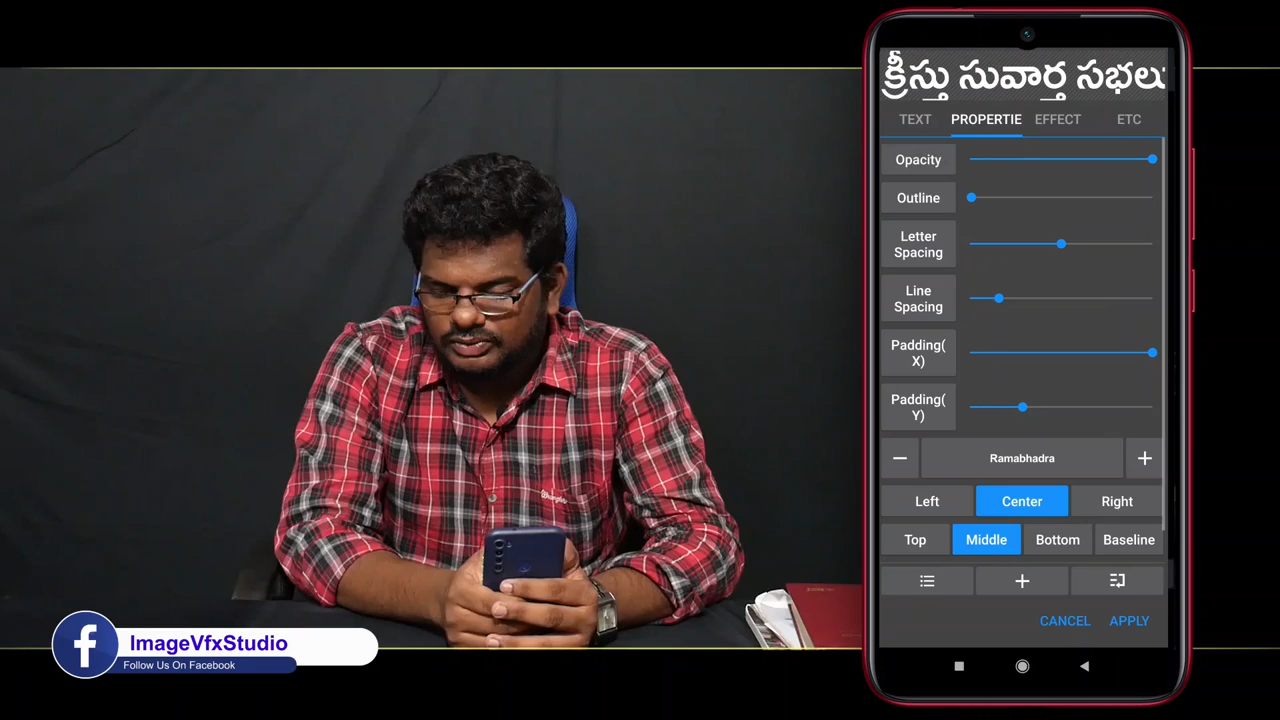 క్రీస్తు సువార్త సభలు
TEXT PROPERTIE EFFECT ETC
Opacity
Outline
Letter
Spacing
Line
Spacing
Padding(
X)
Padding(
Y)
Ramabhadra
Left Center Right
Top Middle Bottom Baseline
CANCEL APPLY
Wrangler
ImageVfxStudio
Follow Us On Facebook